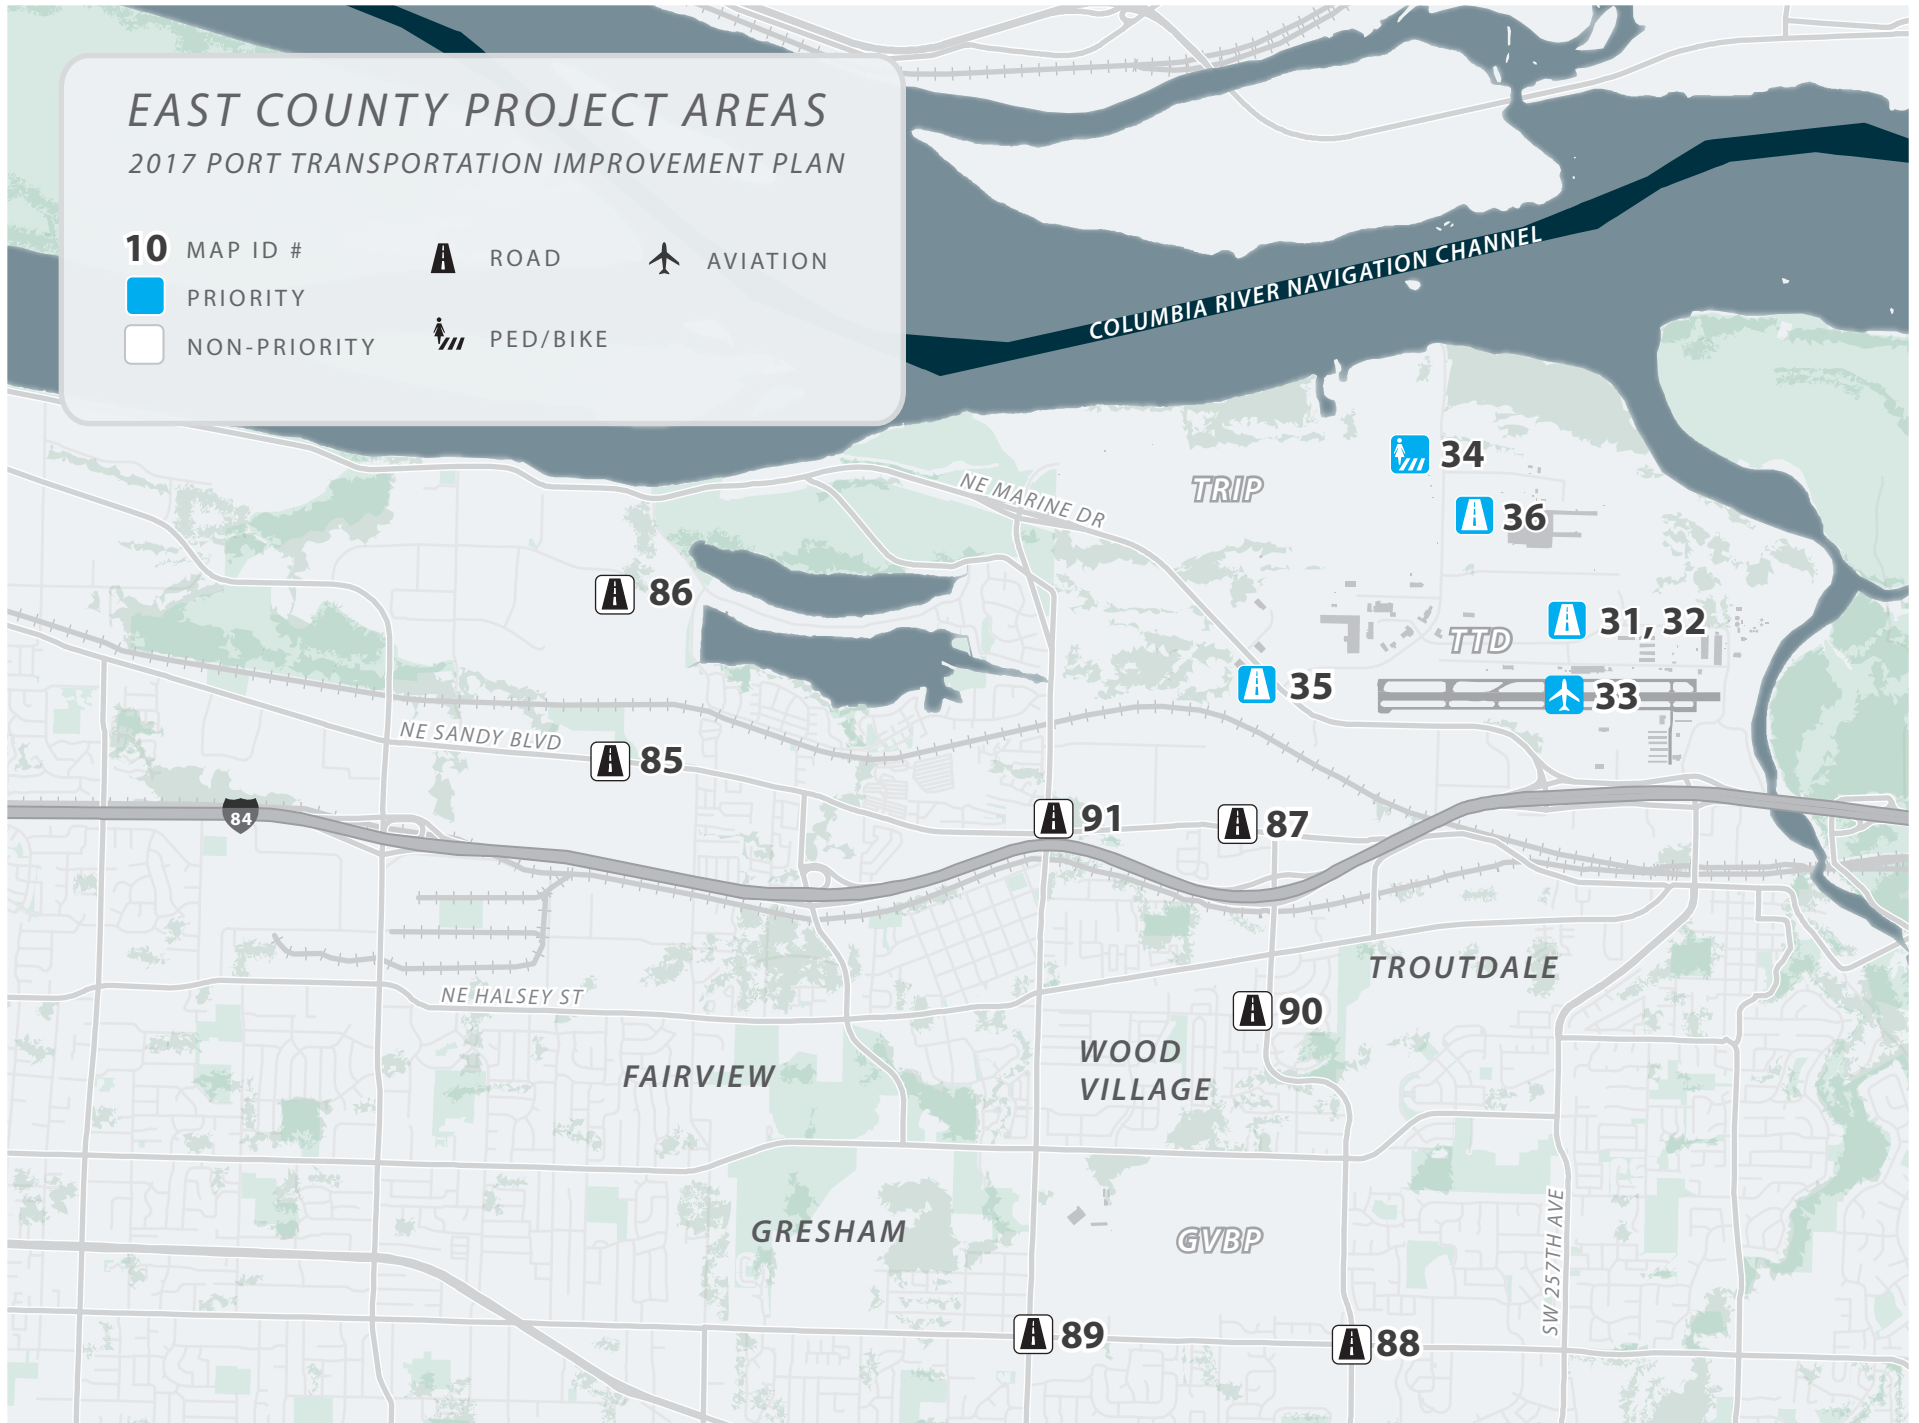 EAST COUNTY PROJECT AREAS
2017 PORT TRANSPORTATION IMPROVEMENT PLAN
10 MAP ID #
ROAD
AVIATION
PRIORITY
PED/BIKE
NON-PRIORITY
COLUMBIA RIVER NAVIGATION CHANNEL
34
TRIP
NE MARINE DR
36
86
31, 32
TTD
35
33
NE SANDY BLVD
85
84
91
87
TROUTDALE
NE HALSEY ST
90
WOOD
VILLAGE
FAIRVIEW
GRESHAM
GVBP
SW 257TH AVE
89
88